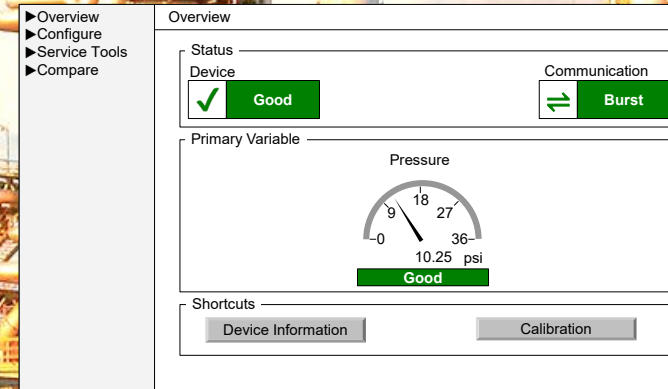 ▶Overview
▶Configure
▶Service Tools
▶Compare
Overview
Status
Device
Communication
✓ Good
⇌ Burst
Primary Variable
Pressure
0 9 18 27 36
10.25 psi
Good
Shortcuts
Device Information
Calibration